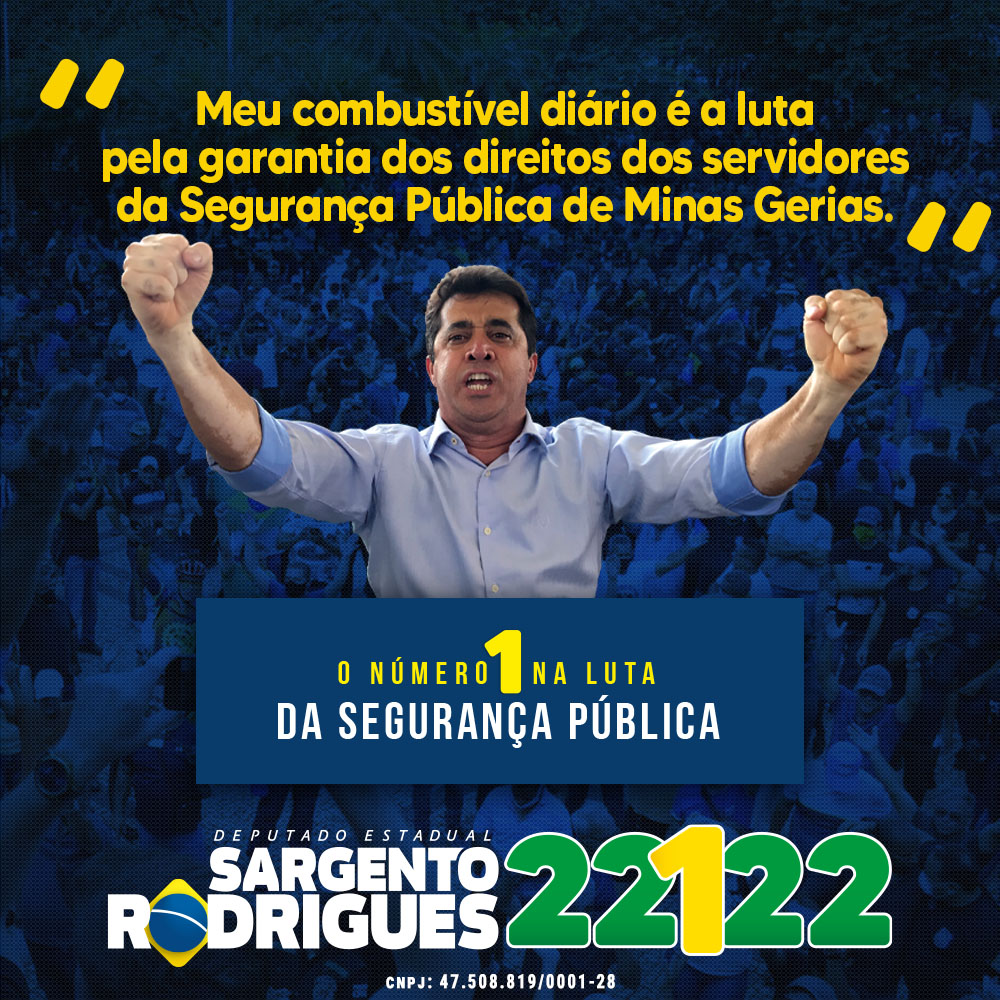 Meu combustível diário é a luta
pela garantia dos direitos dos servidores
da Segurança Pública de Minas Gerias.
O NÚMERO 1 NA LUTA
DA SEGURANÇA PÚBLICA
DEPUTADO ESTADUAL
SARGENTO
RODRIGUES
22122
CNPJ: 47.508.819/0001-28